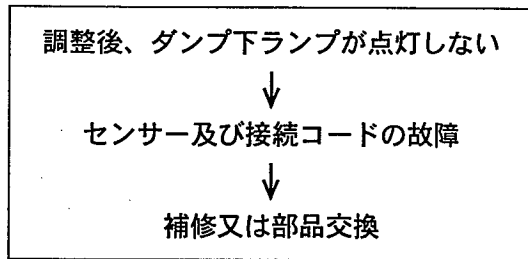 調整後、ダンプ下ランプが点灯しない
↓
センサー及び接続コードの故障
↓
補修又は部品交換